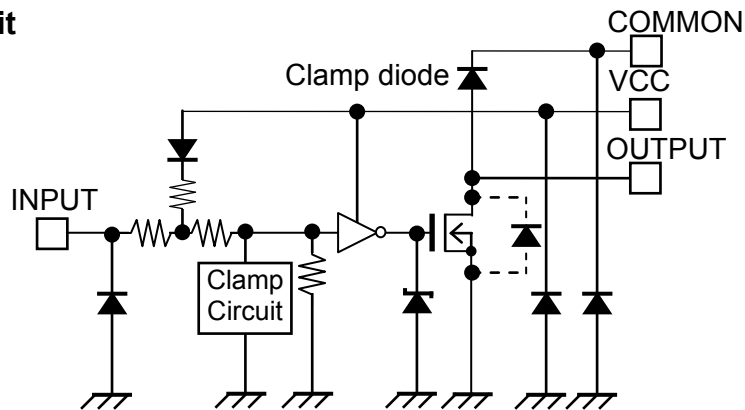 it
COMMON
Clamp diode
VCC
OUTPUT
INPUT
Clamp
Circuit